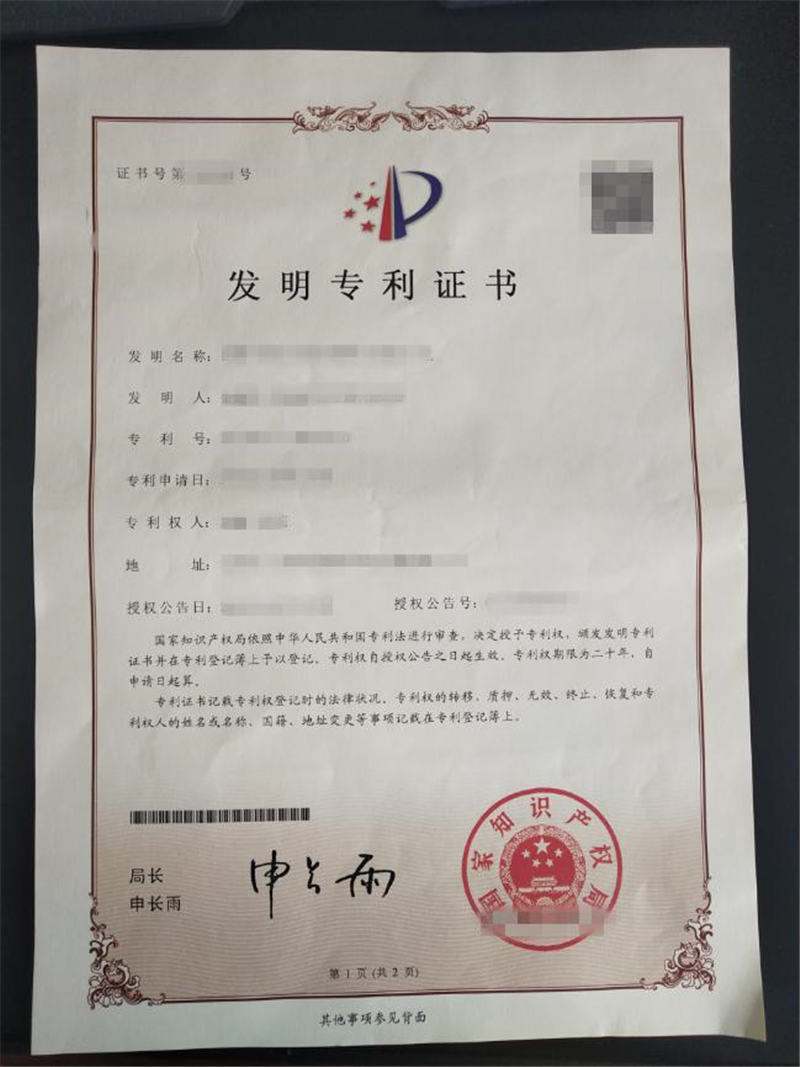 证书号第 号
发明专利证书
发明名称：
发明人：
专利号：
专利申请日：
专利权人：
地址：
授权公告日： 授权公告号：
国家知识产权局依照中华人民共和国专利法进行审查，决定授予专利权，颁发发明专利
证书并在专利登记簿上予以登记。专利权自授权公告之日起生效。专利权期限为二十年，自
申请日起算。
专利证书记载专利权登记时的法律状况。专利权的转移、质押、无效、终止、恢复和专
利权人的姓名或名称、国籍、地址变更等事项记载在专利登记簿上。
局长
申长雨
申长雨
国家知识产权局
第 1 页 (共 2 页)
其他事项参见背面